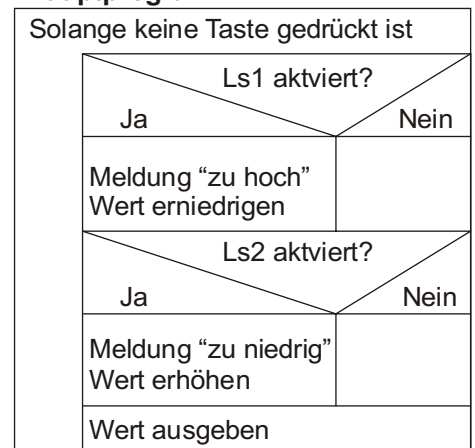 Solange keine Taste gedrückt ist
Ls1 aktviert?
Ja Nein
Meldung “zu hoch”
Wert erniedrigen
Ls2 aktviert?
Ja Nein
Meldung “zu niedrig”
Wert erhöhen
Wert ausgeben